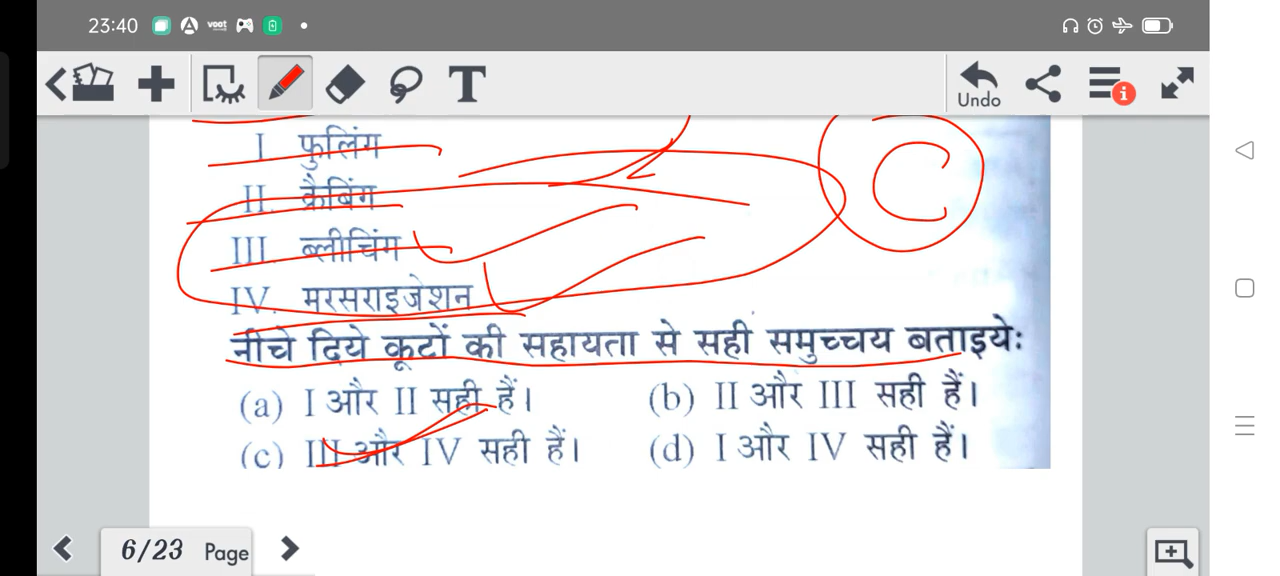 23:40
voot
T
Undo
I फुलिंग
C
II. क्रैबिंग
III ब्लीचिंग
IV. मरसराइजेशन
नीचे दिये कूटों की सहायता से सही समुच्चय बताइये:
(a) I और II सही हैं।
(b) II और III सही हैं।
(c) III और IV सही हैं।
(d) I और IV सही हैं।
6/23 Page